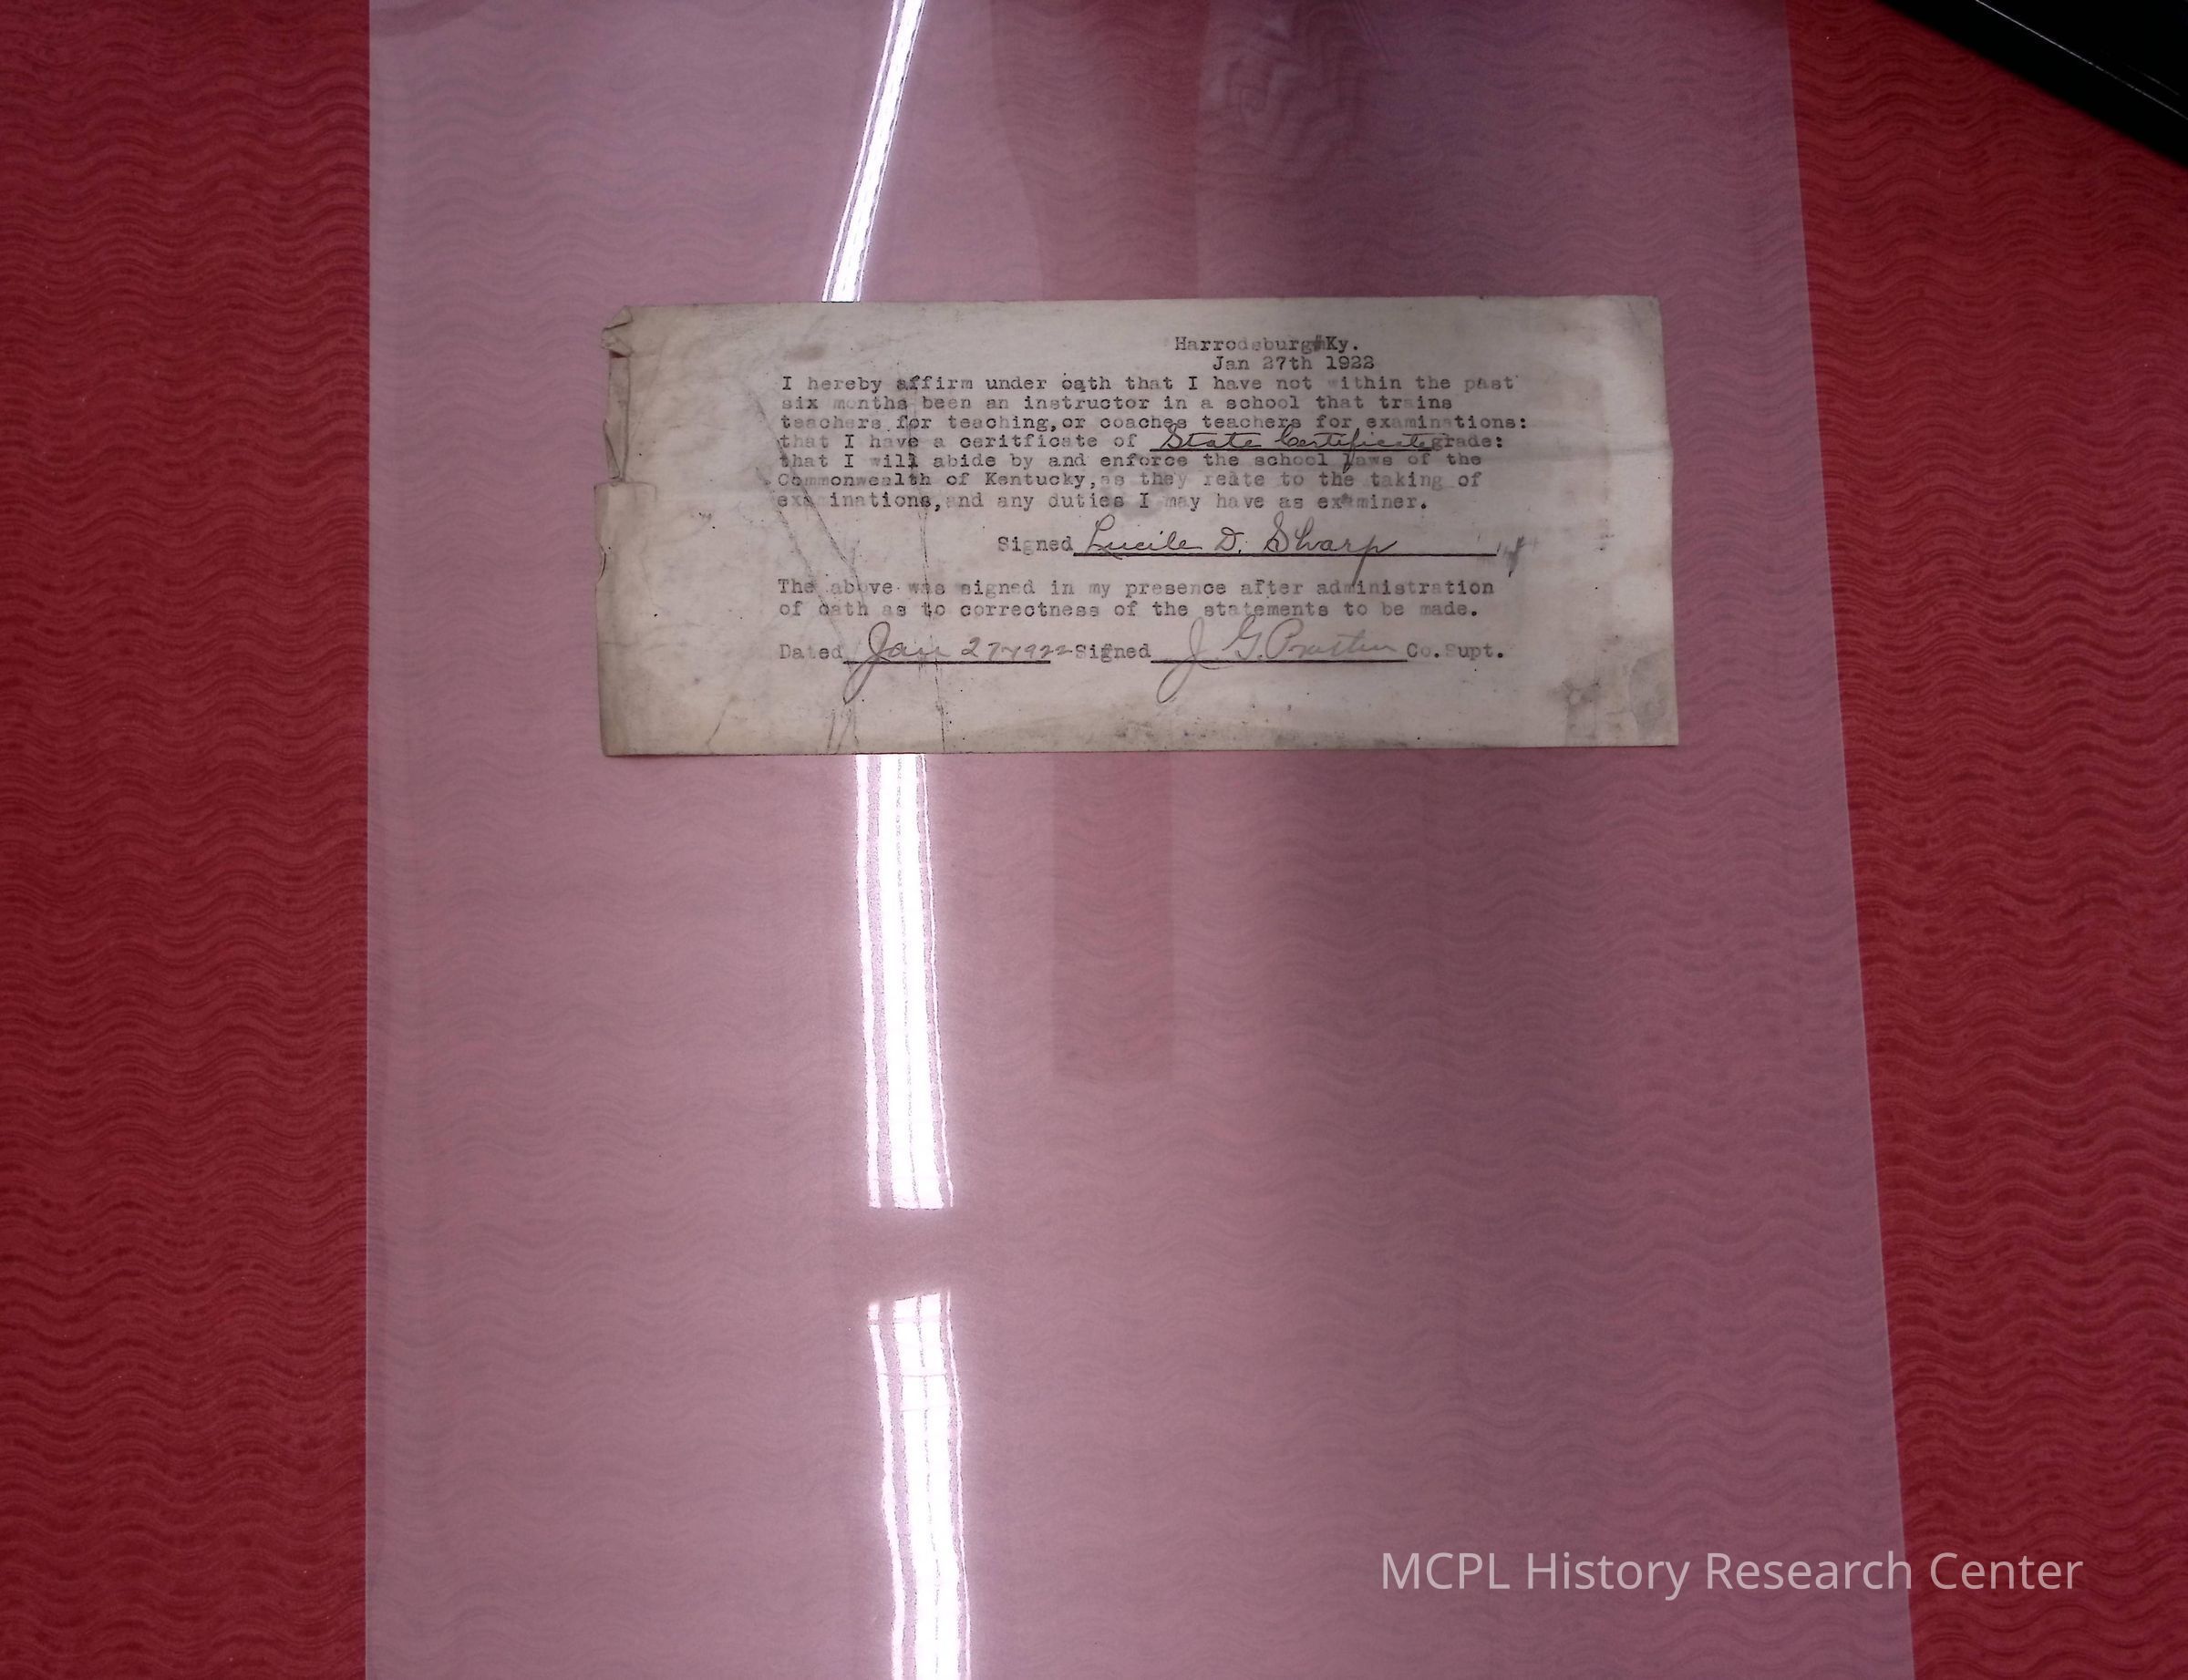 Harrodsburg Ky.
Jan 27th 1922
I hereby affirm under oath that I have not within the past
six months been an instructor in a school that trains
teachers for teaching,or coaches teachers for examinations:
that I have a ceritficate of State Certificate grade:
that I will abide by and enforce the school laws of the
Commonwealth of Kentucky,as they reate to the taking of
examinations,and any duties I may have as examiner.
Signed Lucile D. Sharp
The above was signed in my presence after administration
of oath as to correctness of the statements to be made.
Dated Jan 27 1922 Signed J. G. Co. Supt.
MCPL History Research Center